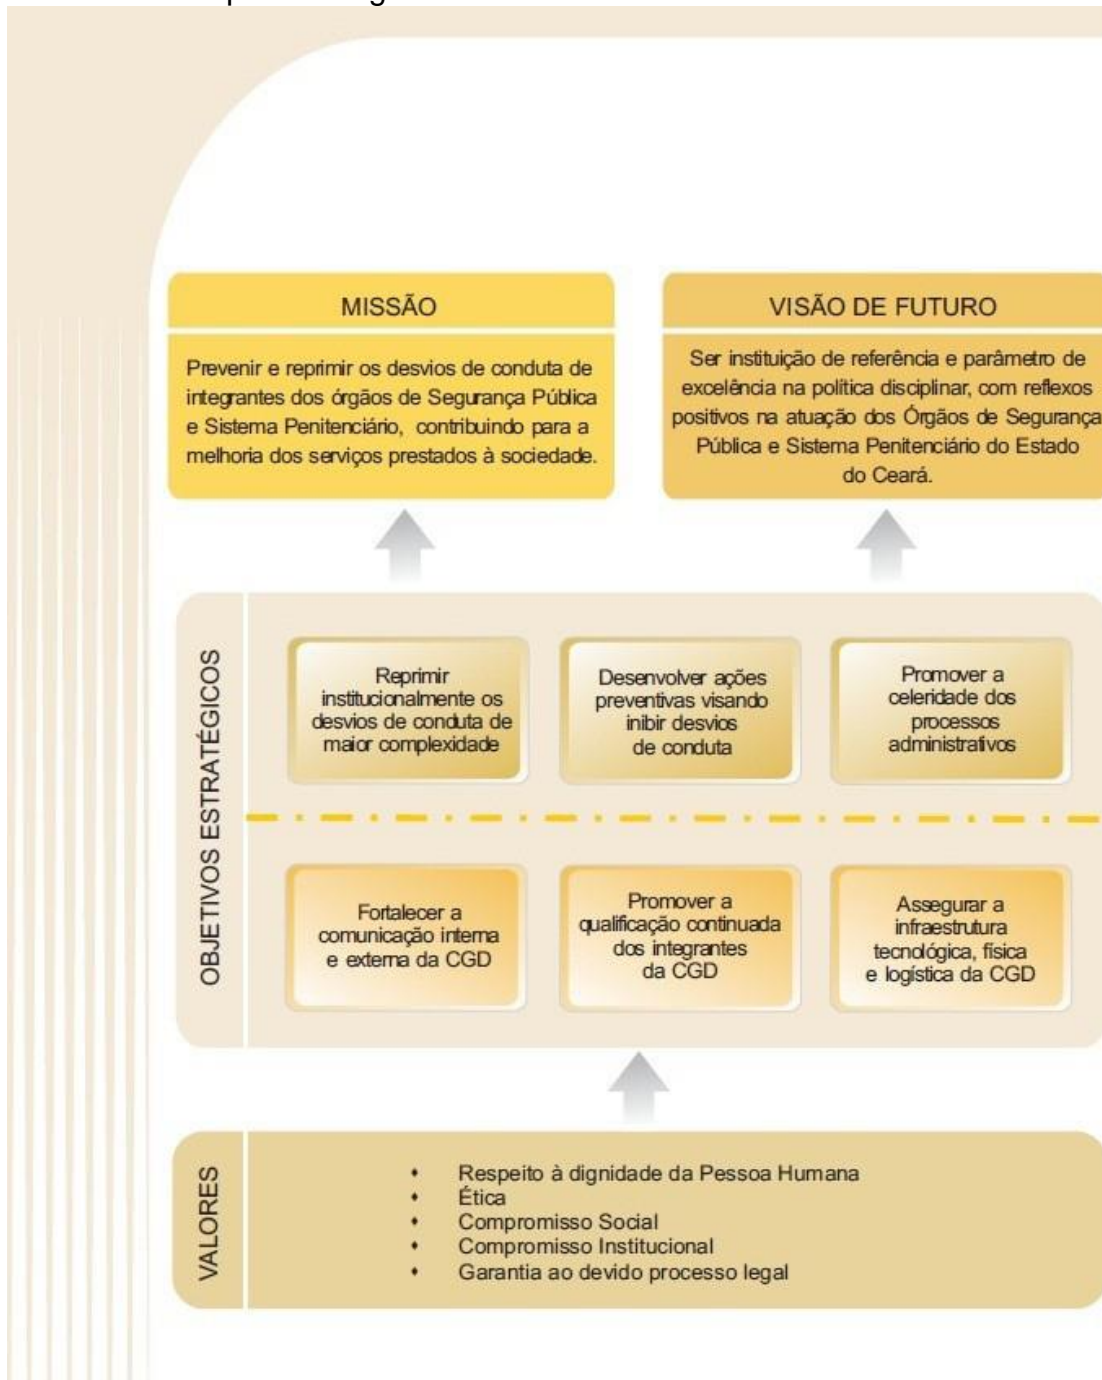 MISSÃO
Prevenir e reprimir os desvios de conduta de
integrantes dos órgãos de Segurança Pública
e Sistema Penitenciário, contribuindo para a
melhoria dos serviços prestados à sociedade.
VISÃO DE FUTURO
Ser instituição de referência e parâmetro de
excelência na política disciplinar, com reflexos
positivos na atuação dos Órgãos de Segurança
Pública e Sistema Penitenciário do Estado
do Ceará.
OBJETIVOS ESTRATÉGICOS
Reprimir
institucionalmente os
desvios de conduta de
maior complexidade
Desenvolver ações
preventivas visando
inibir desvios
de conduta
Promover a
celeridade dos
processos
administrativos
Fortalecer a
comunicação interna
e externa da CGD
Promover a
qualificação continuada
dos integrantes
da CGD
Assegurar a
infraestrutura
tecnológica, física
e logística da CGD
VALORES
♦ Respeito à dignidade da Pessoa Humana
♦ Ética
♦ Compromisso Social
♦ Compromisso Institucional
♦ Garantia ao devido processo legal